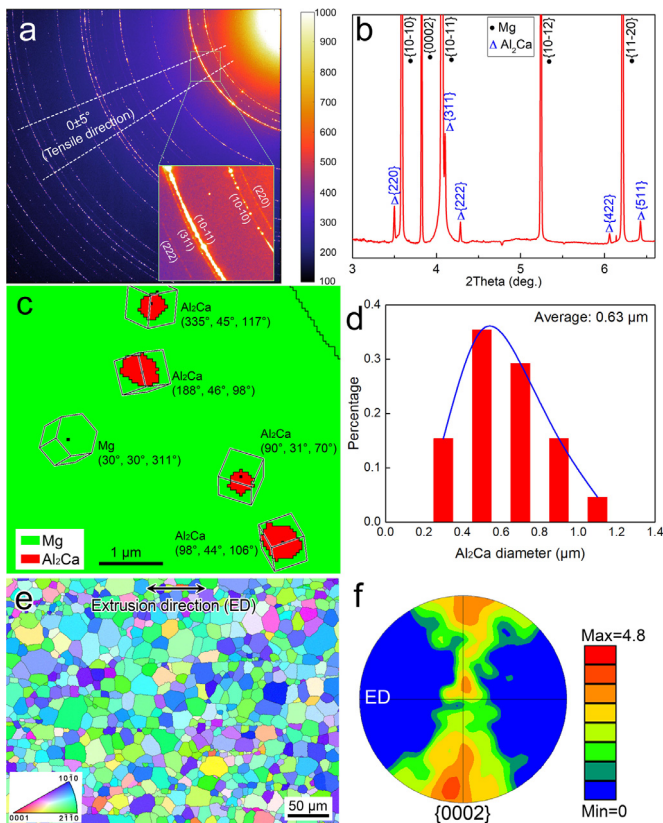 a
0±5°
(Tensile direction)
(222)
(311)
(10-11)
(10-10)
(220)
1000
900
800
700
600
500
400
300
200
100
b
• Mg
Δ Al₂Ca
{10-10}
{0002}
{10-11}
{10-12}
{11-20}
Δ{220}
Δ{311}
Δ{222}
Δ{422}
Δ{511}
3 4 5 6
2Theta (deg.)
c
Al₂Ca
(335°, 45°, 117°)
Al₂Ca
(188°, 46°, 98°)
Mg
(30°, 30°, 311°)
Al₂Ca
(90°, 31°, 70°)
Al₂Ca
(98°, 44°, 106°)
Mg
Al₂Ca
1 µm
d
Average: 0.63 µm
Percentage
0.4
0.3
0.2
0.1
0.0
0.0 0.2 0.4 0.6 0.8 1.0 1.2 1.4
Al₂Ca diameter (µm)
e
Extrusion direction (ED)
101̄0
0001 21̄1̄0
50 µm
f
ED
{0002}
Max=4.8
Min=0